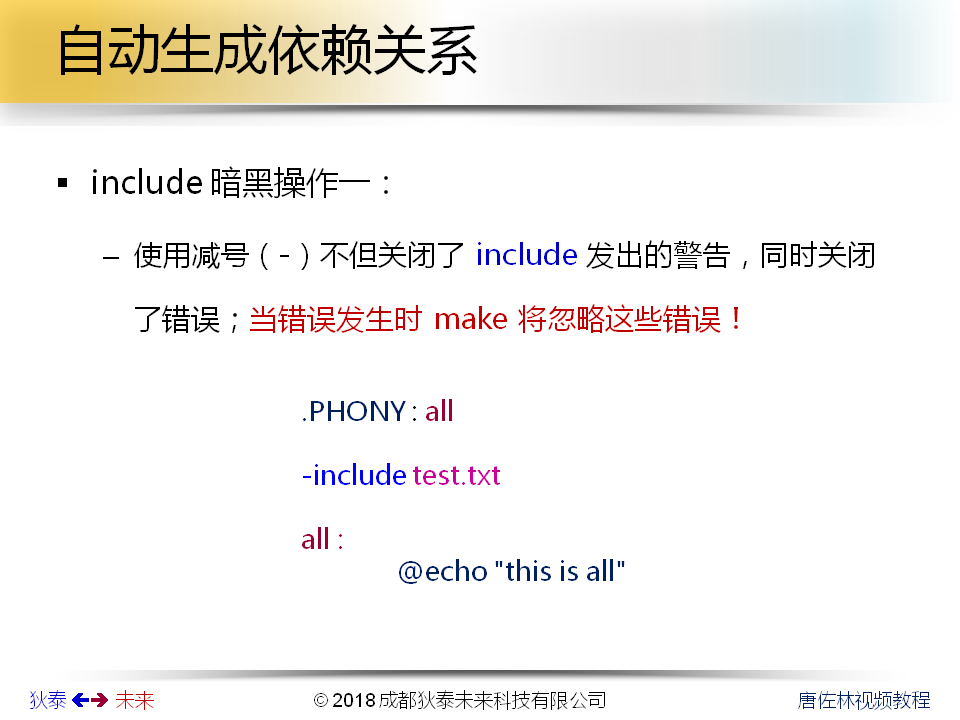 自动生成依赖关系
▪ include 暗黑操作一：
– 使用减号（-）不但关闭了 include 发出的警告，同时关闭
了错误；当错误发生时 make 将忽略这些错误！
.PHONY : all
-include test.txt
all :
@echo "this is all"
狄泰 未来 © 2018 成都狄泰未来科技有限公司 唐佐林视频教程